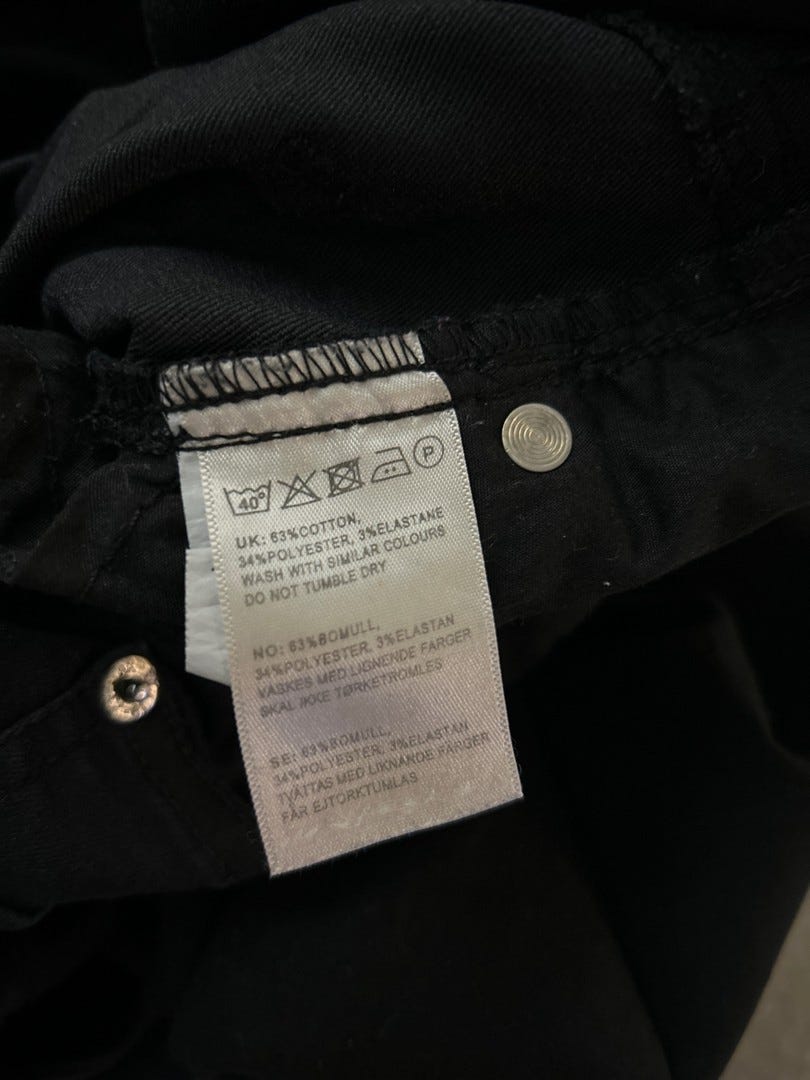 40°
P
UK: 63%COTTON,
34%POLYESTER, 3%ELASTANE
WASH WITH SIMILAR COLOURS
DO NOT TUMBLE DRY
NO: 63%BOMULL,
34%POLYESTER, 3%ELASTAN
VASKES MED LIGNENDE FARGER
SKAL IKKE TØRKETROMLES
SE: 63%BOMULL,
34%POLYESTER, 3%ELASTAN
TVÄTTAS MED LIKNANDE FÄRGER
FÅR EJTORKTUMLAS